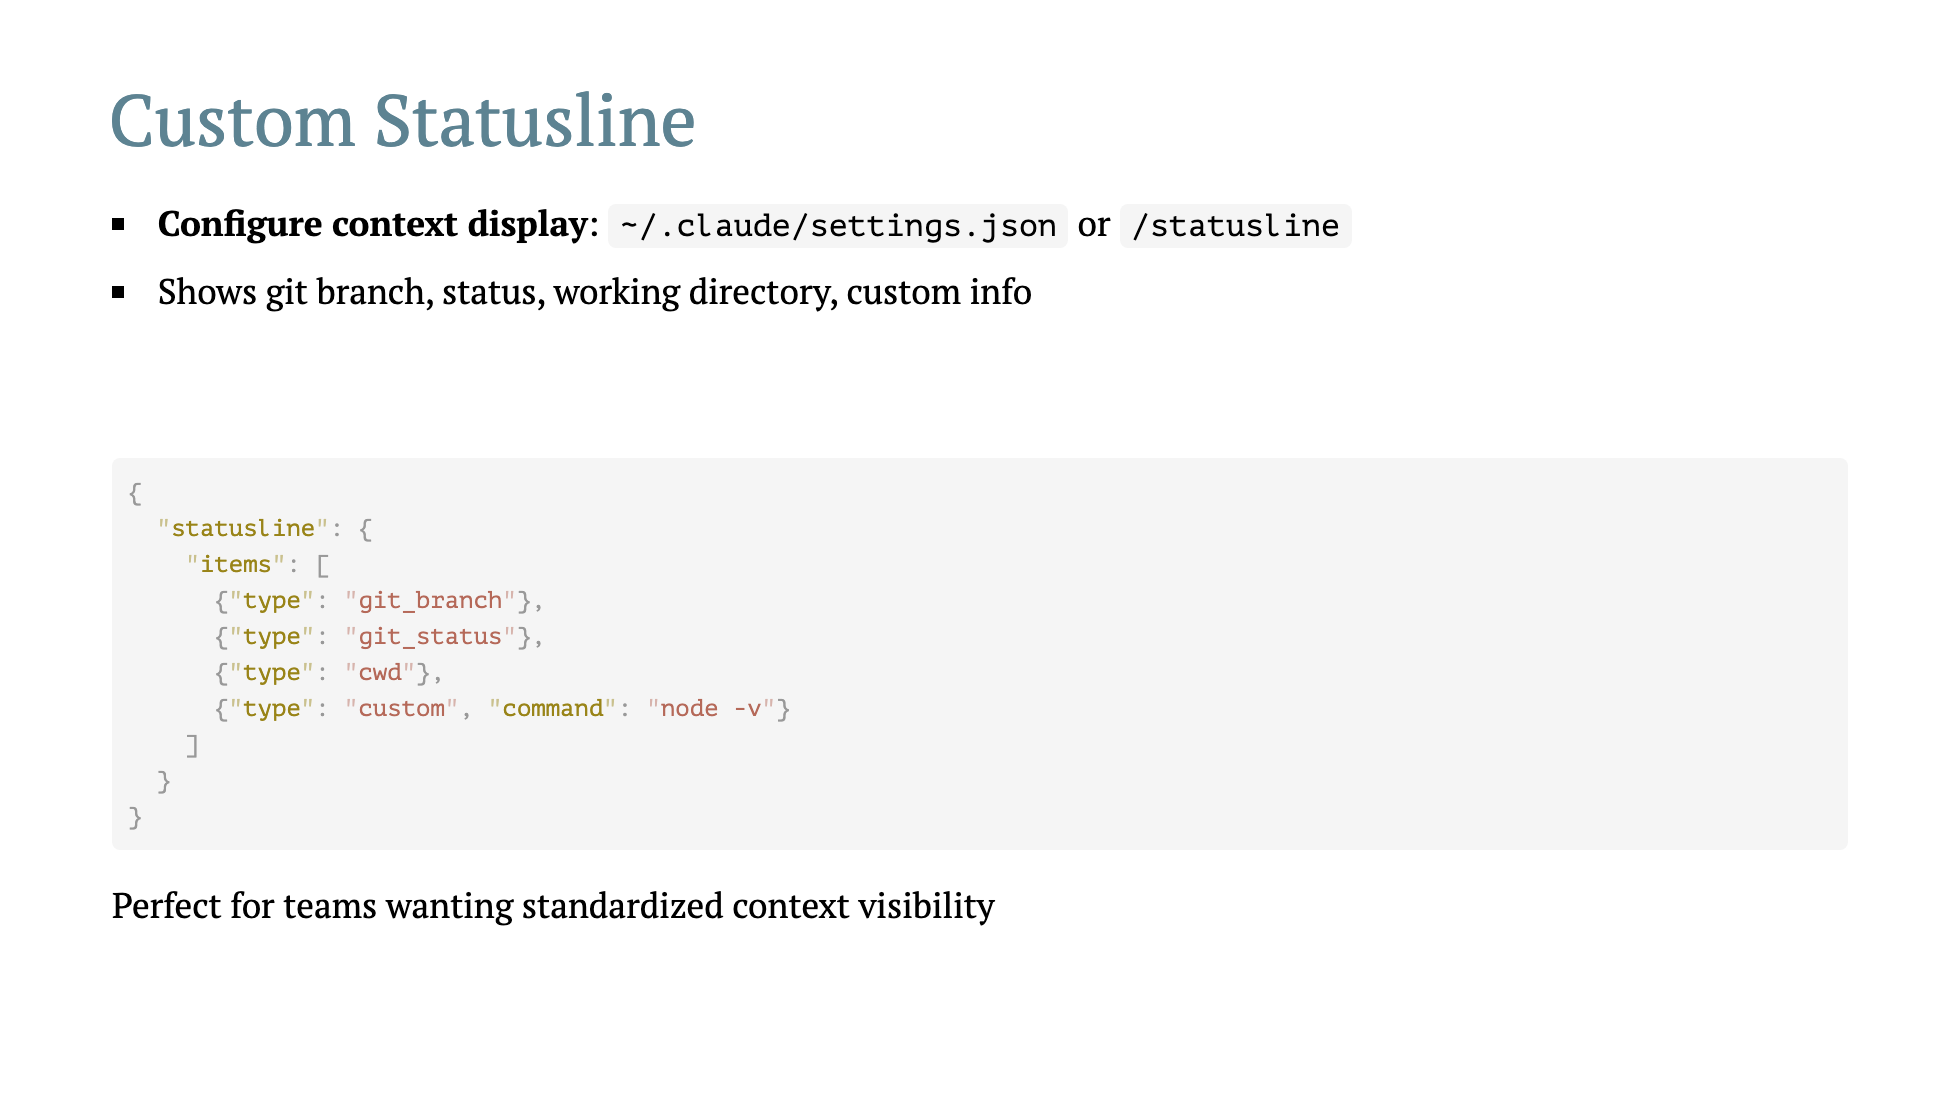 Custom Statusline
Configure context display: ~/.claude/settings.json or /statusline
Shows git branch, status, working directory, custom info
{
  "statusline": {
    "items": [
      {"type": "git_branch"},
      {"type": "git_status"},
      {"type": "cwd"},
      {"type": "custom", "command": "node -v"}
    ]
  }
}
Perfect for teams wanting standardized context visibility